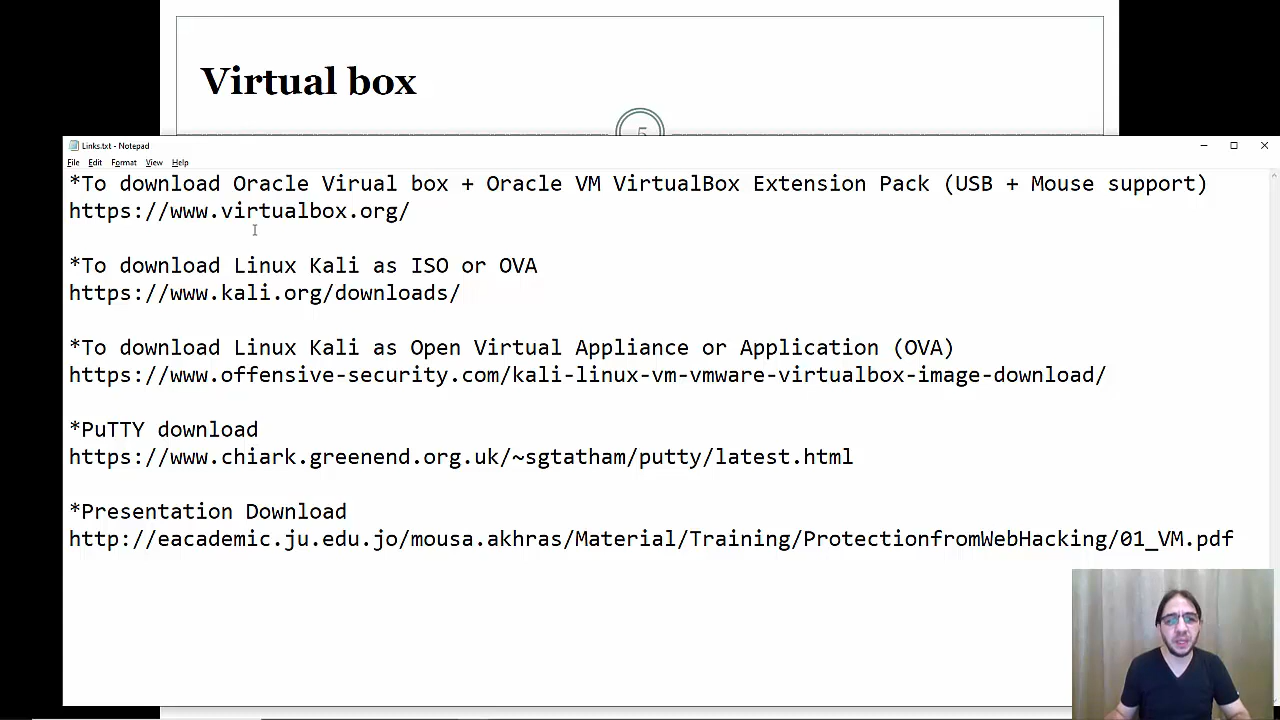 Virtual box
5
Links.txt - Notepad
File Edit Format View Help
*To download Oracle Virual box + Oracle VM VirtualBox Extension Pack (USB + Mouse support)
https://www.virtualbox.org/
*To download Linux Kali as ISO or OVA
https://www.kali.org/downloads/
*To download Linux Kali as Open Virtual Appliance or Application (OVA)
https://www.offensive-security.com/kali-linux-vm-vmware-virtualbox-image-download/
*PuTTY download
https://www.chiark.greenend.org.uk/~sgtatham/putty/latest.html
*Presentation Download
http://eacademic.ju.edu.jo/mousa.akhras/Material/Training/ProtectionfromWebHacking/01_VM.pdf